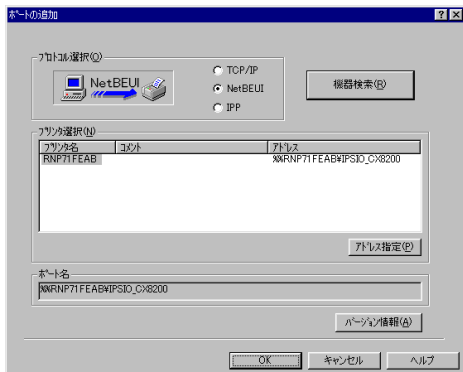 ポートの追加
プロトコル選択(O)
NetBEUI
TCP/IP
NetBEUI
IPP
機器検索(R)
プリンタ選択(N)
プリンタ名 コメント アドレス
RNP71FEAB %%RNP71FEAB¥IPSIO_CX8200
アドレス指定(P)
ポート名
%%RNP71FEAB¥IPSIO_CX8200
バージョン情報(A)
OK キャンセル ヘルプ